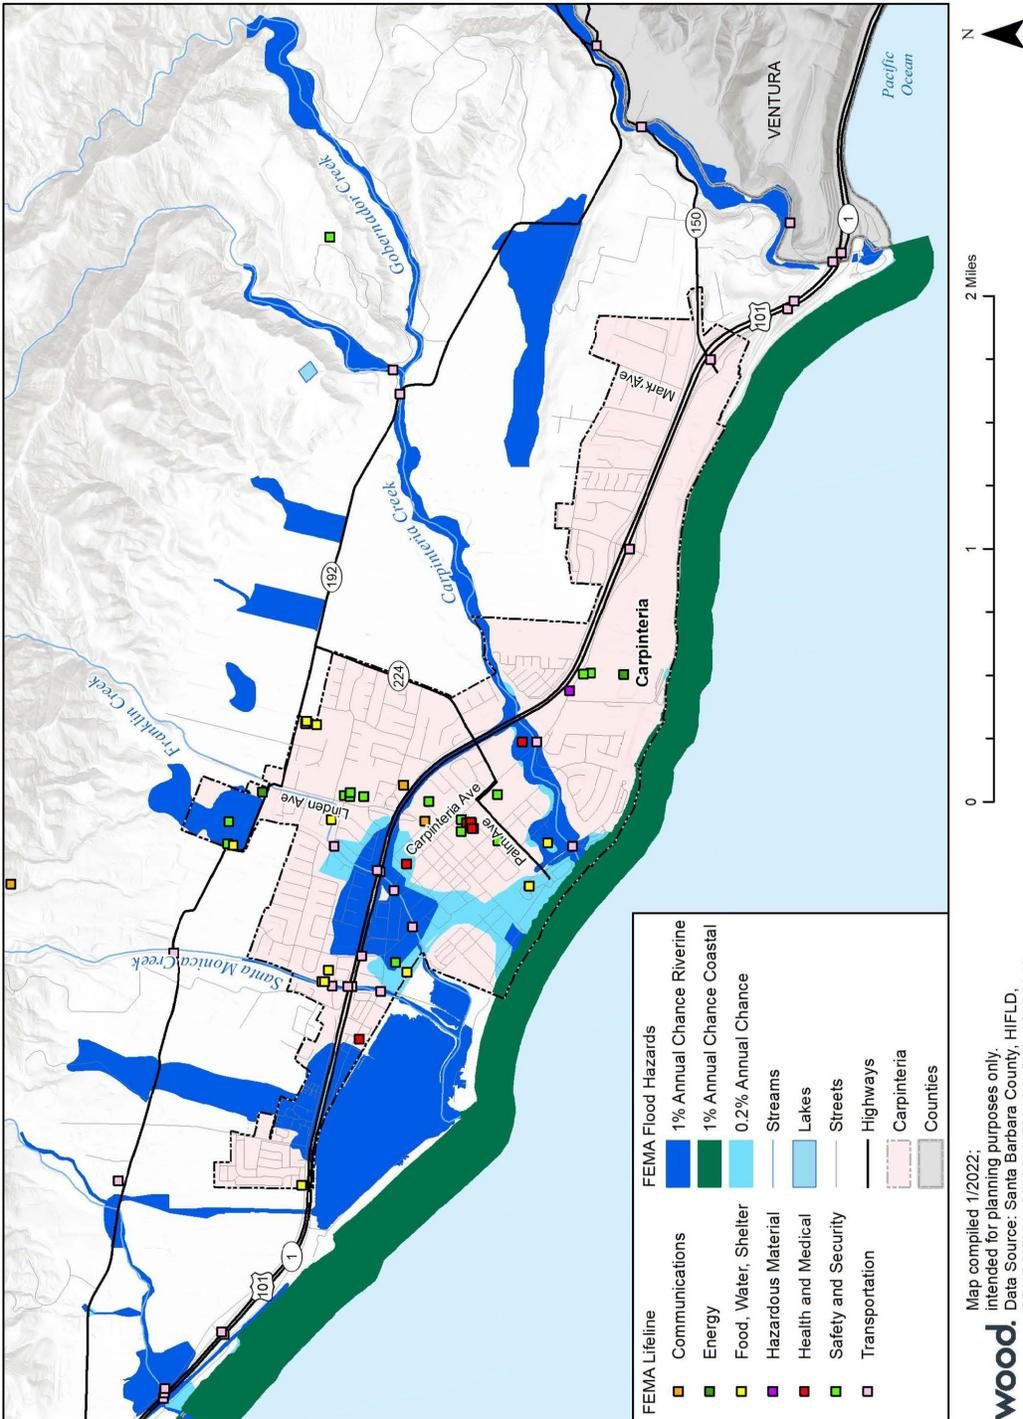 Gobernador Creek
Franklin Creek
Carpinteria Creek
Santa Monica Creek
VENTURA
Pacific
Ocean
192
150
224
101
1
Mark Ave
Linden Ave
Carpinteria Ave
Palm Ave
Carpinteria
101
1
FEMA Lifeline
Communications
Energy
Food, Water, Shelter
Hazardous Material
Health and Medical
Safety and Security
Transportation
FEMA Flood Hazards
1% Annual Chance Riverine
1% Annual Chance Coastal
0.2% Annual Chance
Streams
Lakes
Streets
Highways
Carpinteria
Counties
wood.
Map compiled 1/2022;
intended for planning purposes only.
Data Source: Santa Barbara County, HIFLD,
0 1 2 Miles
N